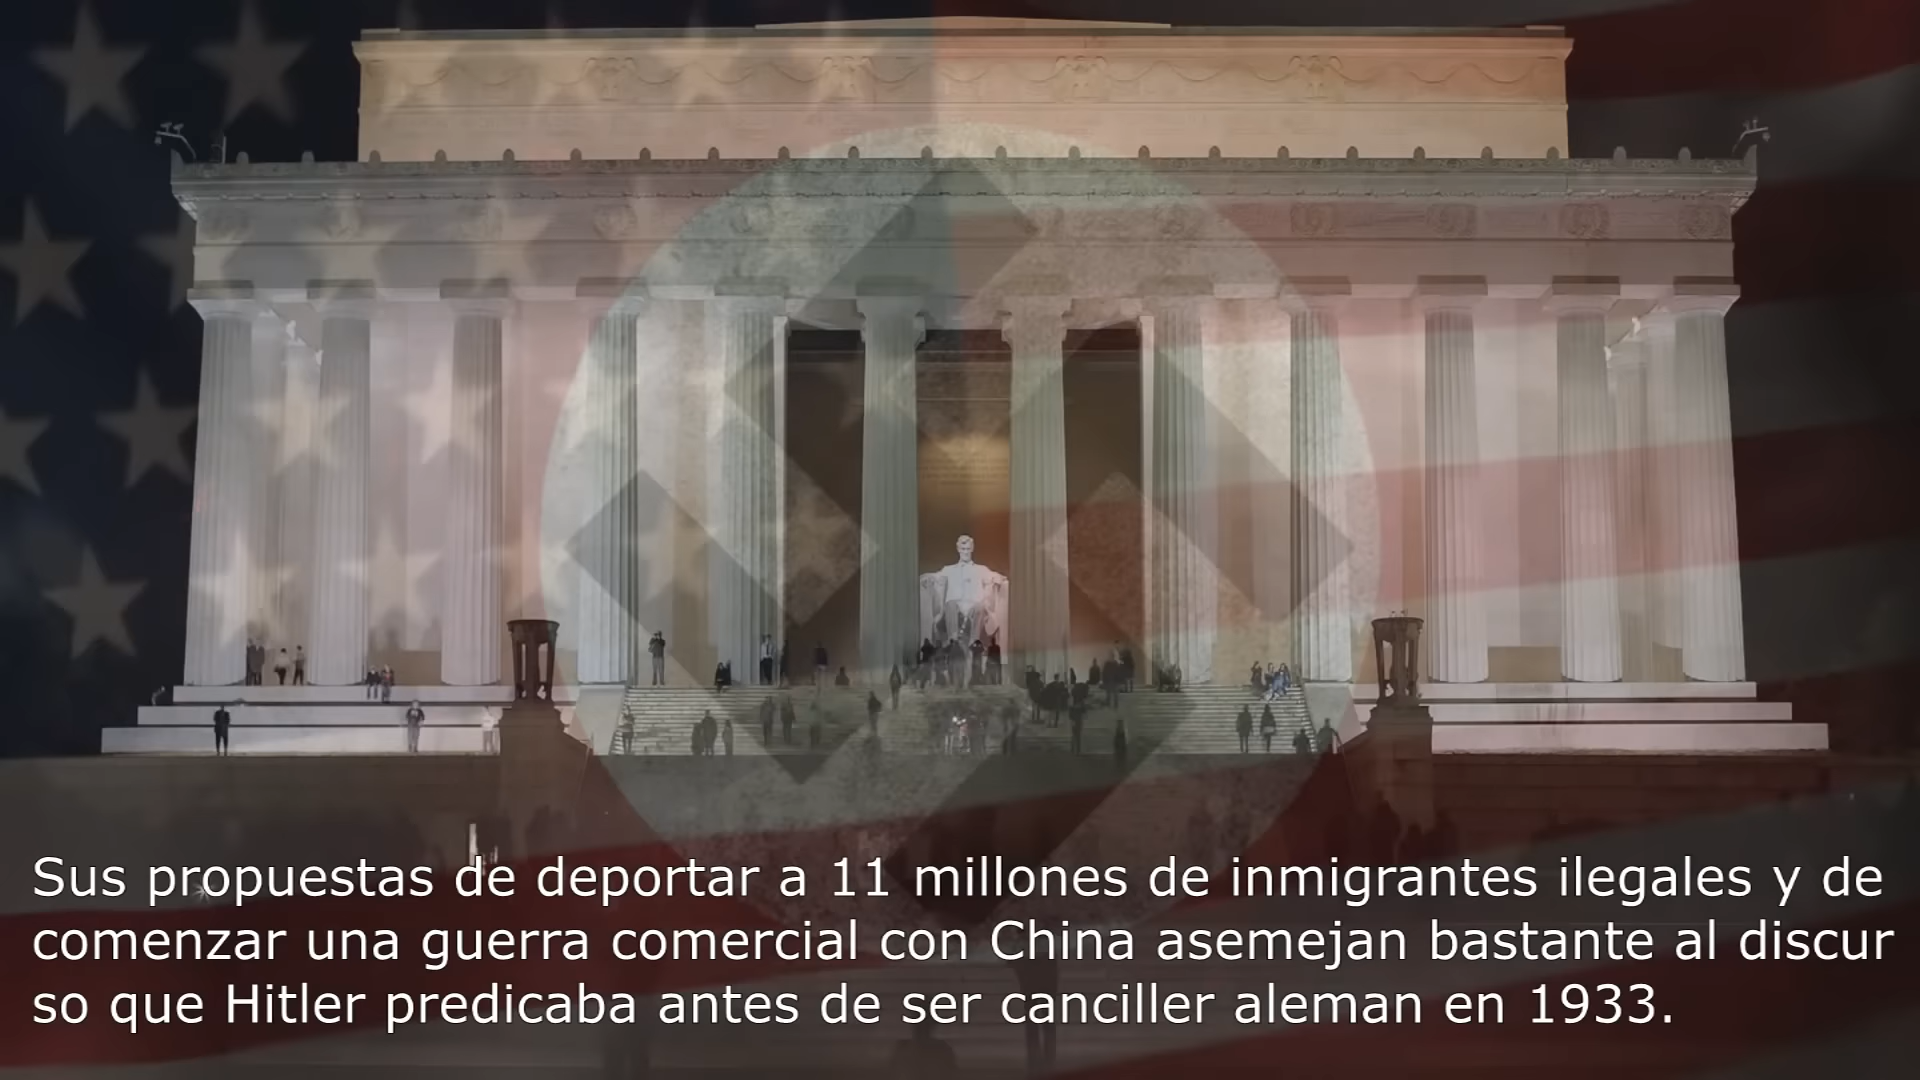 Sus propuestas de deportar a 11 millones de inmigrantes ilegales y de
comenzar una guerra comercial con China asemejan bastante al discur
so que Hitler predicaba antes de ser canciller aleman en 1933.